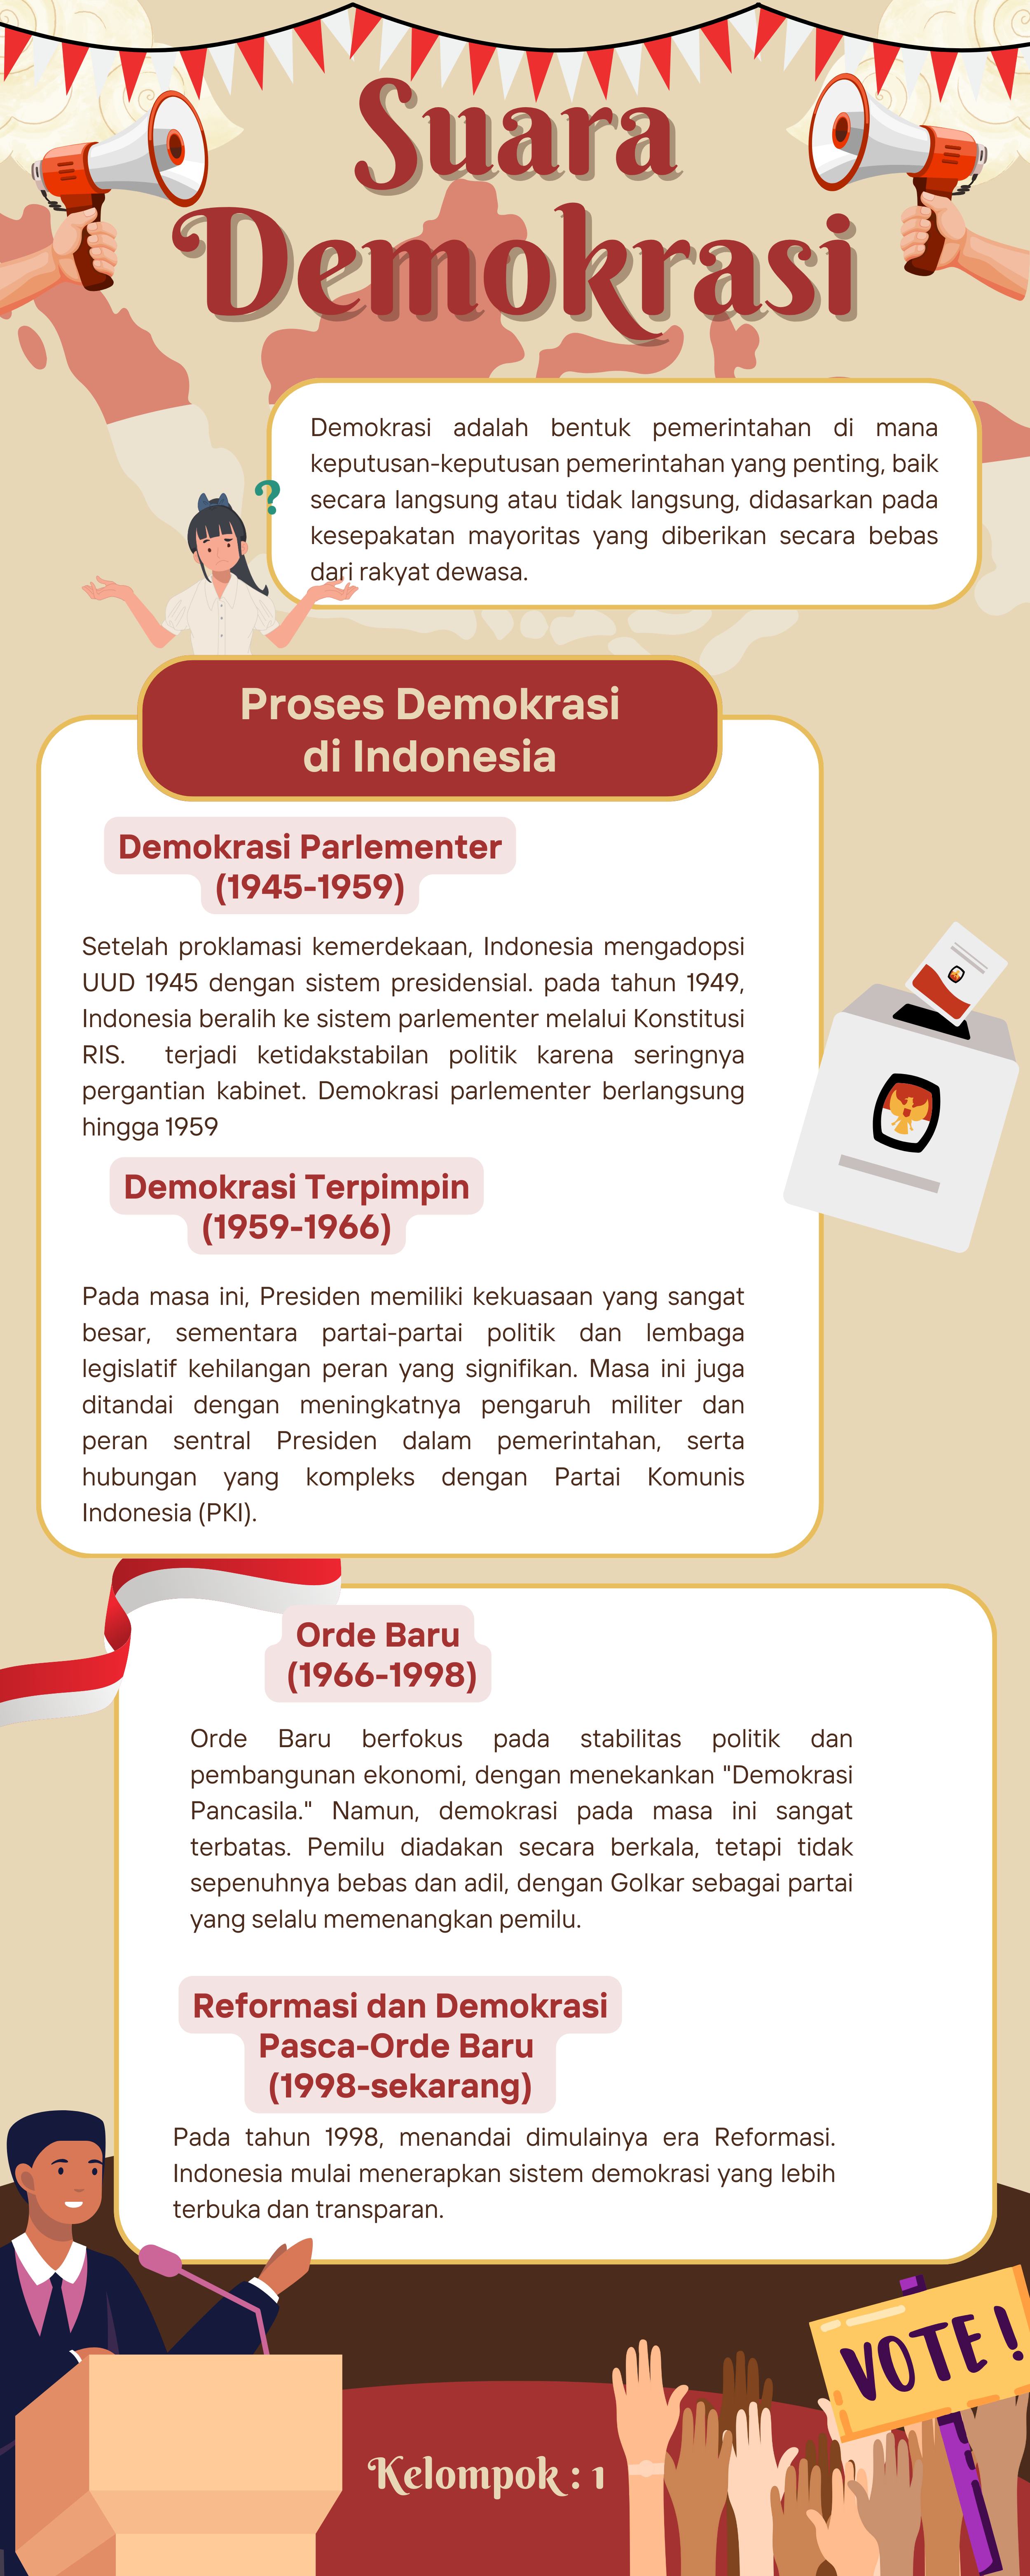 Suara
Demokrasi
Demokrasi adalah bentuk pemerintahan di mana
keputusan-keputusan pemerintahan yang penting, baik
secara langsung atau tidak langsung, didasarkan pada
kesepakatan mayoritas yang diberikan secara bebas
dari rakyat dewasa.
?
Proses Demokrasi
di Indonesia
Demokrasi Parlementer
(1945-1959)
Setelah proklamasi kemerdekaan, Indonesia mengadopsi
UUD 1945 dengan sistem presidensial. pada tahun 1949,
Indonesia beralih ke sistem parlementer melalui Konstitusi
RIS. terjadi ketidakstabilan politik karena seringnya
pergantian kabinet. Demokrasi parlementer berlangsung
hingga 1959
Demokrasi Terpimpin
(1959-1966)
Pada masa ini, Presiden memiliki kekuasaan yang sangat
besar, sementara partai-partai politik dan lembaga
legislatif kehilangan peran yang signifikan. Masa ini juga
ditandai dengan meningkatnya pengaruh militer dan
peran sentral Presiden dalam pemerintahan, serta
hubungan yang kompleks dengan Partai Komunis
Indonesia (PKI).
Orde Baru
(1966-1998)
Orde Baru berfokus pada stabilitas politik dan
pembangunan ekonomi, dengan menekankan "Demokrasi
Pancasila." Namun, demokrasi pada masa ini sangat
terbatas. Pemilu diadakan secara berkala, tetapi tidak
sepenuhnya bebas dan adil, dengan Golkar sebagai partai
yang selalu memenangkan pemilu.
Reformasi dan Demokrasi
Pasca-Orde Baru
(1998-sekarang)
Pada tahun 1998, menandai dimulainya era Reformasi.
Indonesia mulai menerapkan sistem demokrasi yang lebih
terbuka dan transparan.
VOTE!
Kelompok : 1